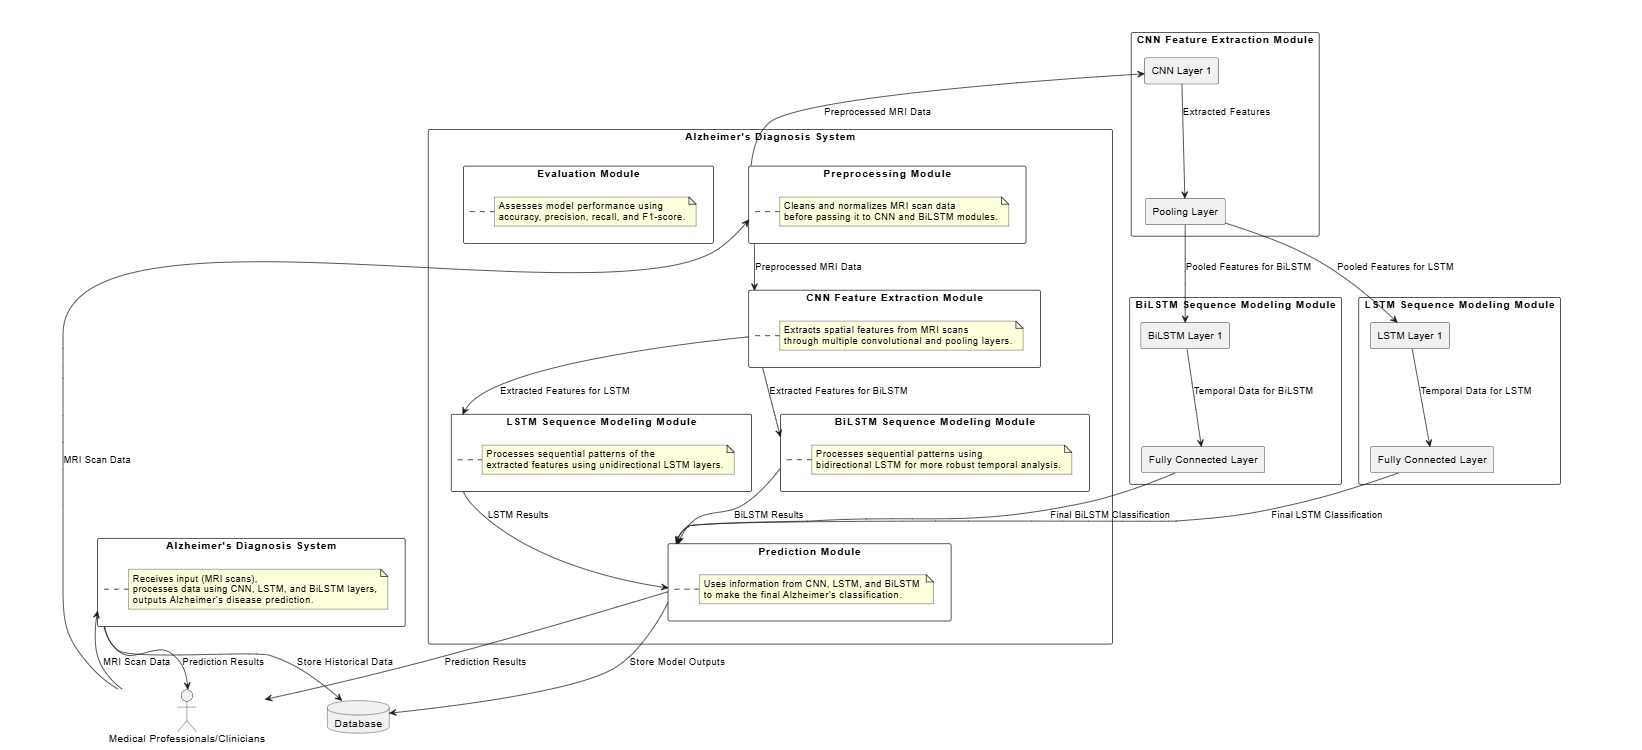 CNN Feature Extraction Module
CNN Layer 1
Preprocessed MRI Data
Extracted Features
Alzheimer's Diagnosis System
Evaluation Module
Assesses model performance using
accuracy, precision, recall, and F1-score.
Preprocessing Module
Cleans and normalizes MRI scan data
before passing it to CNN and BiLSTM modules.
Pooling Layer
Preprocessed MRI Data
Pooled Features for BiLSTM
Pooled Features for LSTM
CNN Feature Extraction Module
Extracts spatial features from MRI scans
through multiple convolutional and pooling layers.
BiLSTM Sequence Modeling Module
BiLSTM Layer 1
LSTM Sequence Modeling Module
LSTM Layer 1
Extracted Features for LSTM
Extracted Features for BiLSTM
Temporal Data for BiLSTM
Temporal Data for LSTM
LSTM Sequence Modeling Module
Processes sequential patterns of the
extracted features using unidirectional LSTM layers.
BiLSTM Sequence Modeling Module
Processes sequential patterns using
bidirectional LSTM for more robust temporal analysis.
Fully Connected Layer
Fully Connected Layer
MRI Scan Data
LSTM Results
BiLSTM Results
Final BiLSTM Classification
Final LSTM Classification
Alzheimer's Diagnosis System
Receives input (MRI scans),
processes data using CNN, LSTM, and BiLSTM layers,
outputs Alzheimer's disease prediction.
Prediction Module
Uses information from CNN, LSTM, and BiLSTM
to make the final Alzheimer's classification.
MRI Scan Data
Prediction Results
Store Historical Data
Prediction Results
Store Model Outputs
Database
Medical Professionals/Clinicians